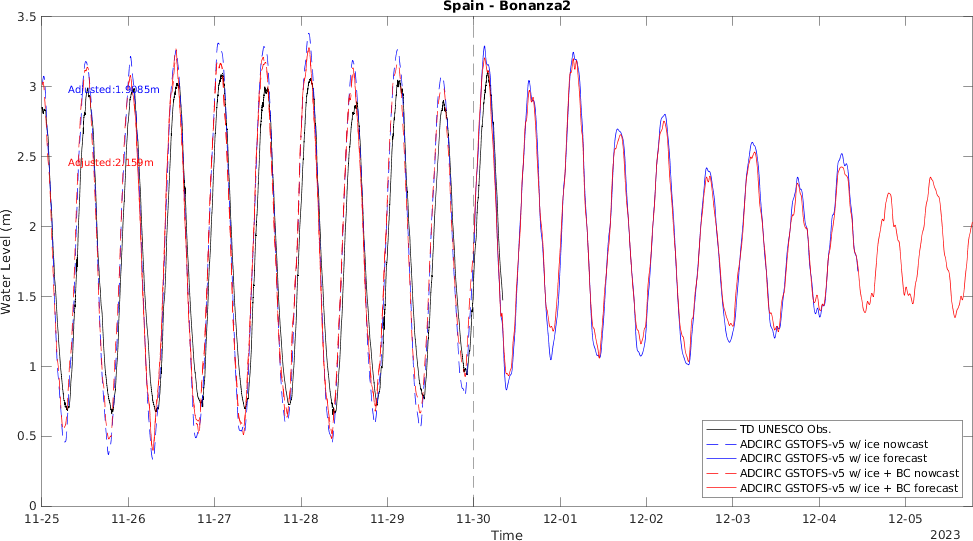 Spain - Bonanza2
3.5
3
2.5
2
1.5
1
0.5
0
Water Level (m)
Adjusted:1.9085m
Adjusted:2.159m
TD UNESCO Obs.
ADCIRC GSTOFS-v5 w/ ice nowcast
ADCIRC GSTOFS-v5 w/ ice forecast
ADCIRC GSTOFS-v5 w/ ice + BC nowcast
ADCIRC GSTOFS-v5 w/ ice + BC forecast
11-25 11-26 11-27 11-28 11-29 11-30 12-01 12-02 12-03 12-04 12-05
Time
2023